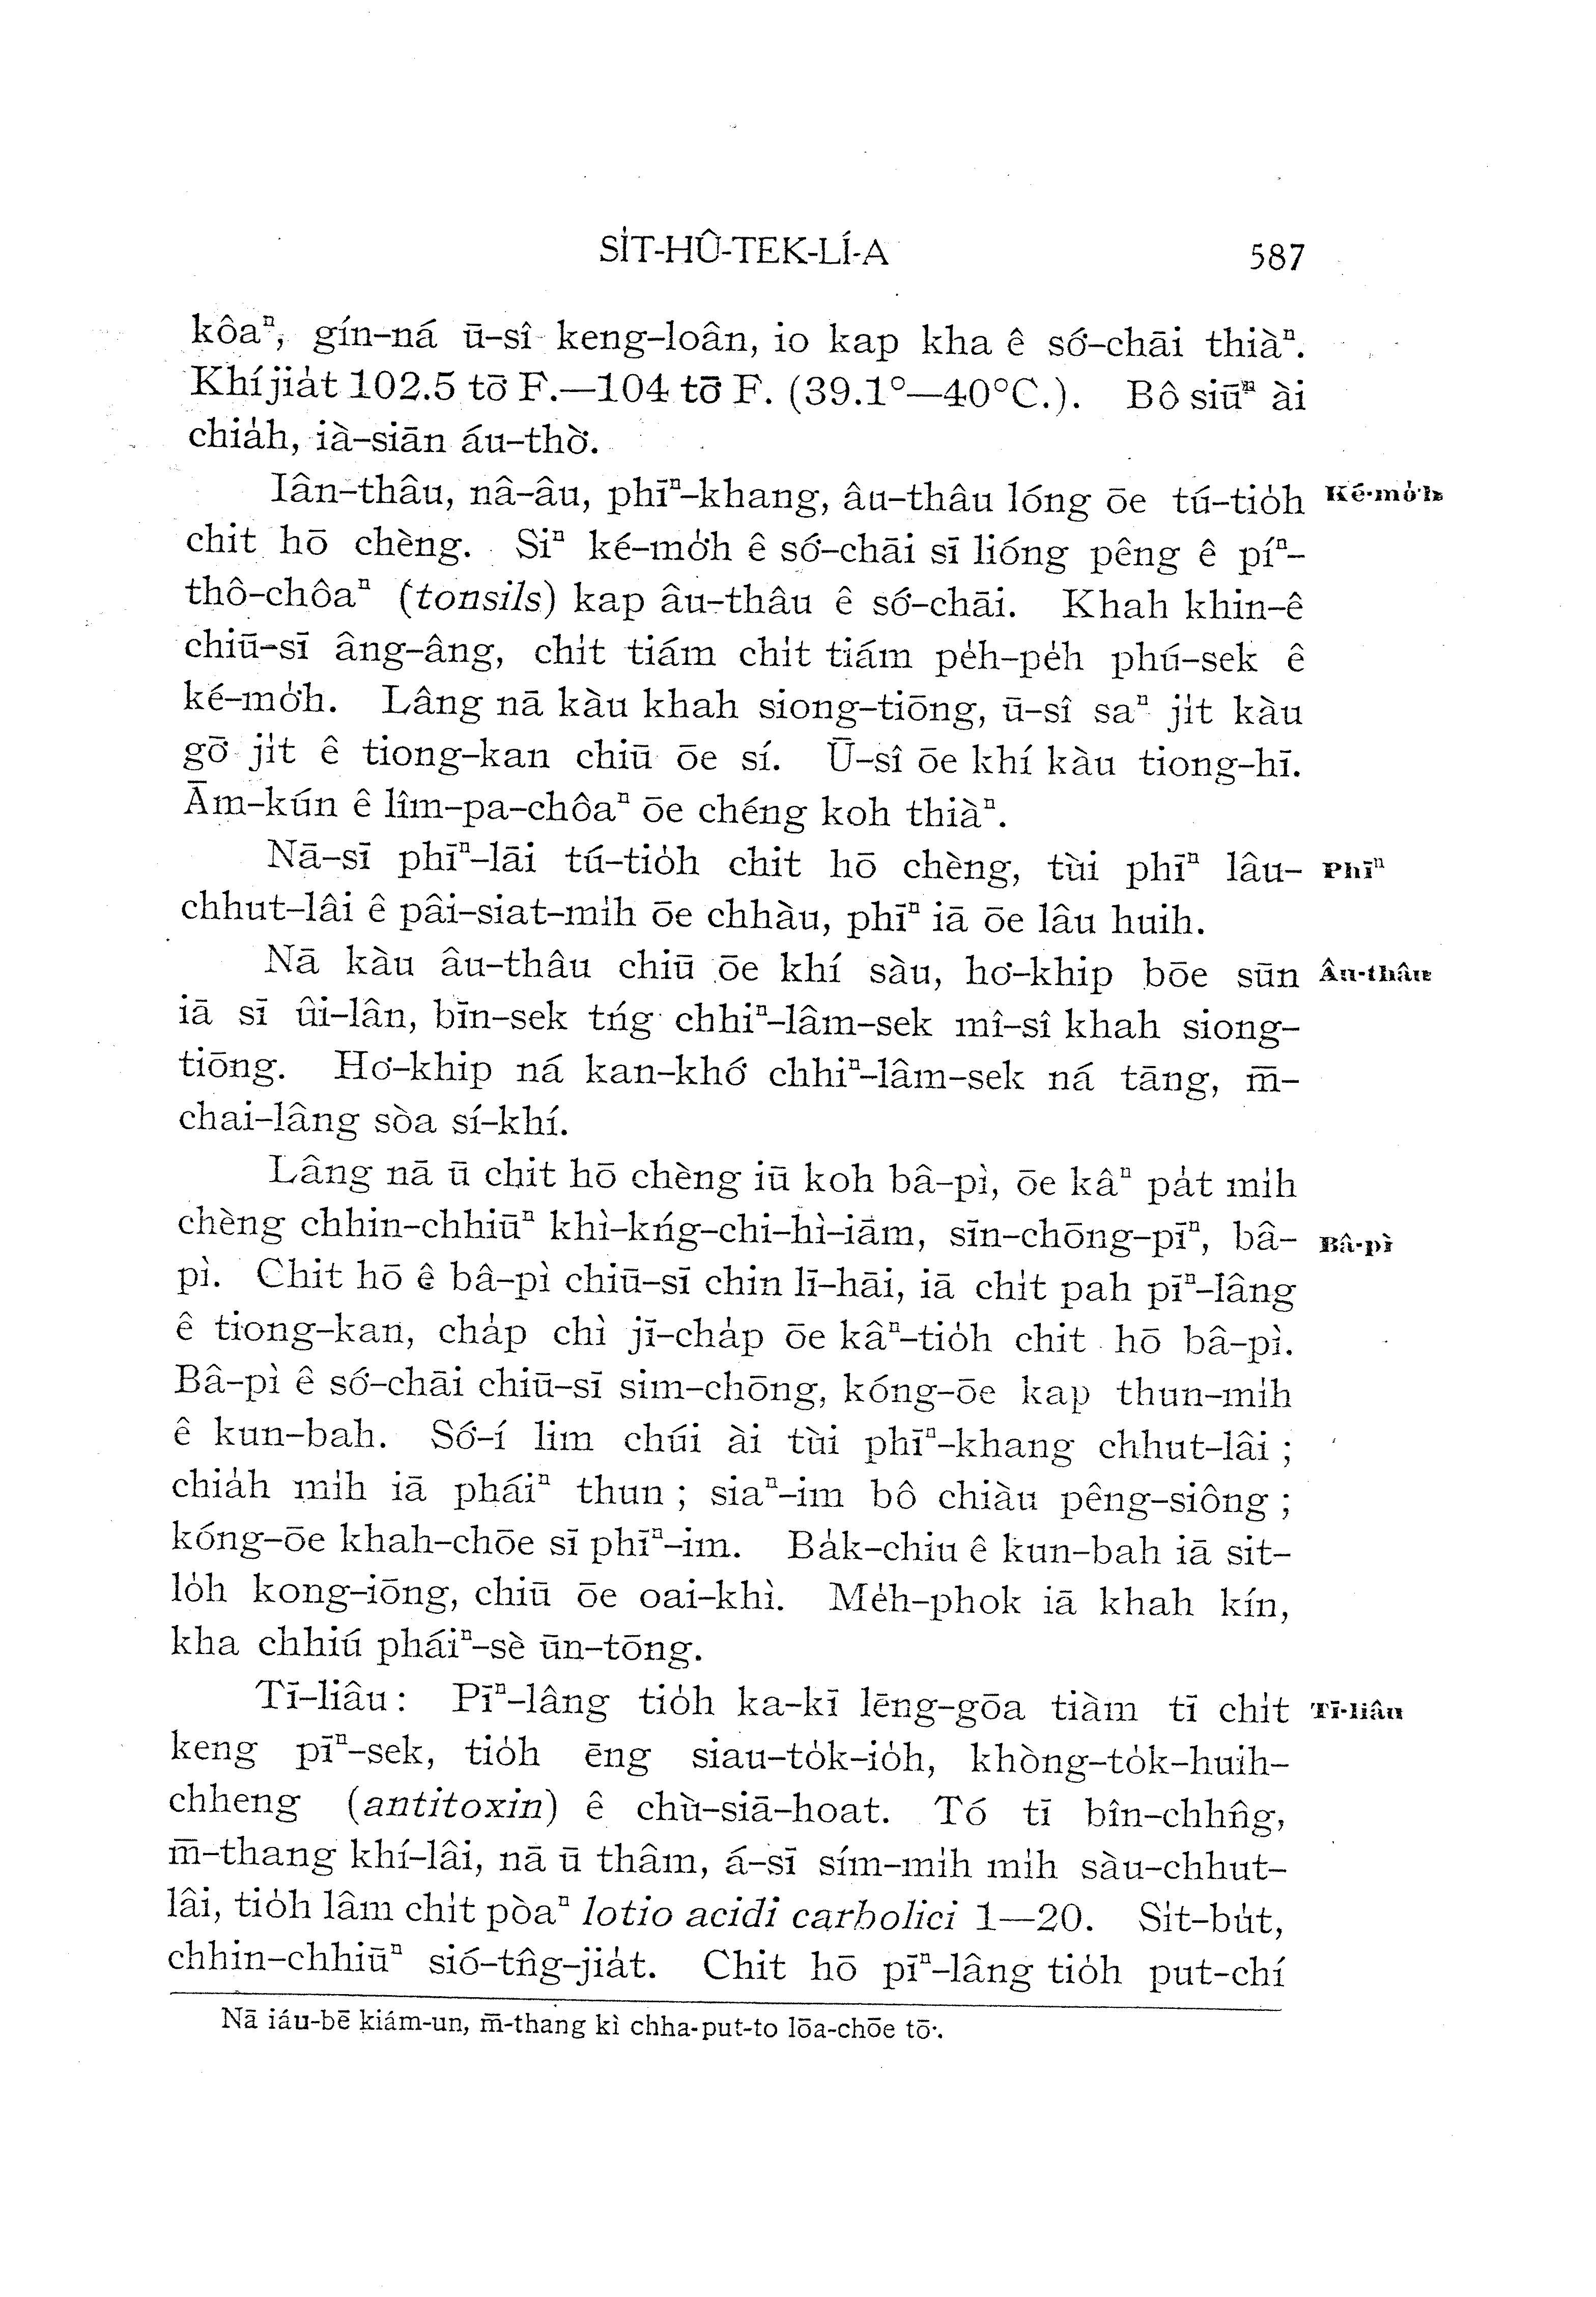 SI̍T-HÛ-TEK-LÍ-A 587
kôaⁿ, gín-ná ū-sî keng-loân, io kap kha ê só͘-chāi thiàⁿ.
Khí jia̍t 102.5 tō͘ F.—104 tō͘ F. (39.1°—40°C.). Bô siūⁿ ài
chia̍h, ià-siān áu-thò͘.
Iân-thâu, nâ-âu, phīⁿ-khang, âu-thâu lóng ōe tú-tio̍h Ké-mo̍͘h
chit hō chèng. Siⁿ ké-mo̍͘h ê só͘-chāi sī lióng pêng ê píⁿ-
thô-chôaⁿ (tonsils) kap âu-thâu ê só͘-chāi. Khah khin-ê
chiū-sī âng-âng, chi̍t tiám chi̍t tiám pe̍h-pe̍h phú-sek ê
ké-mo̍͘h. Lâng nā kàu khah siong-tiōng, ū-sî saⁿ ji̍t kàu
gō͘ ji̍t ê tiong-kan chiū ōe sí. Ū-sî ōe khí kàu tiong-hī.
Ām-kún ê lîm-pa-chôaⁿ ōe chéng koh thiàⁿ.
Nā-sī phīⁿ-lāi tú-tio̍h chit hō chèng, tùi phīⁿ lâu- Phīⁿ
chhut-lâi ê pâi-siat-mi̍h ōe chhàu, phīⁿ iā ōe lâu huih.
Nā kàu âu-thâu chiū ōe khí sàu, ho͘-khip bōe sūn Âu-thâu
iā sī ûi-lân, bīn-sek tńg chhiⁿ-lâm-sek mî-sî khah siong-
tiōng. Ho͘-khip ná kan-khó͘ chhiⁿ-lâm-sek ná tāng, m̄-
chai-lâng sòa sí-khí.
Lâng nā ū chit hō chèng iū koh bâ-pì, ōe kâⁿ pa̍t mi̍h
chèng chhin-chhiūⁿ khì-kńg-chi-hì-iām, sīn-chōng-pīⁿ, bâ- Bâ-pì
pì. Chit hō ê bâ-pì chiū-sī chin lī-hāi, iā chi̍t pah pīⁿ-lâng
ê tiong-kan, cha̍p chì jī-cha̍p ōe kâⁿ-tio̍h chit hō bâ-pì.
Bâ-pì ê só͘-chāi chiū-sī sim-chōng, kóng-ōe kap thun-mi̍h
ê kun-bah. Só͘-í lim chúi ài tùi phīⁿ-khang chhut-lâi ;
chia̍h mi̍h iā pháiⁿ thun ; siaⁿ-im bô chiàu pêng-siông ;
kóng-ōe khah-chōe sī phīⁿ-im. Ba̍k-chiu ê kun-bah iā sit-
lo̍h kong-iōng, chiū ōe oai-khì. Me̍h-phok iā khah kín,
kha chhiú pháiⁿ-sè ūn-tōng.
Tī-liâu: Pīⁿ-lâng tio̍h ka-kī lēng-gōa tiàm tī chi̍t Tī-liâu
keng pīⁿ-sek, tio̍h ēng siau-to̍k-io̍h, khòng-to̍k-huih-
chheng (antitoxin) ê chù-siā-hoat. Tó tī bîn-chhn̂g,
m̄-thang khí-lâi, nā ū thâm, á-sī sím-mi̍h mi̍h sàu-chhut-
lâi, tio̍h lâm chi̍t pòaⁿ lotio acidi carbolici 1—20. Si̍t-bu̍t,
chhin-chhiūⁿ sió-tn̂g-jia̍t. Chit hō pīⁿ-lâng tio̍h put-chí
Nā iáu-bē kiám-un, m̄-thang kì chha-put-to lōa-chōe tō͘.